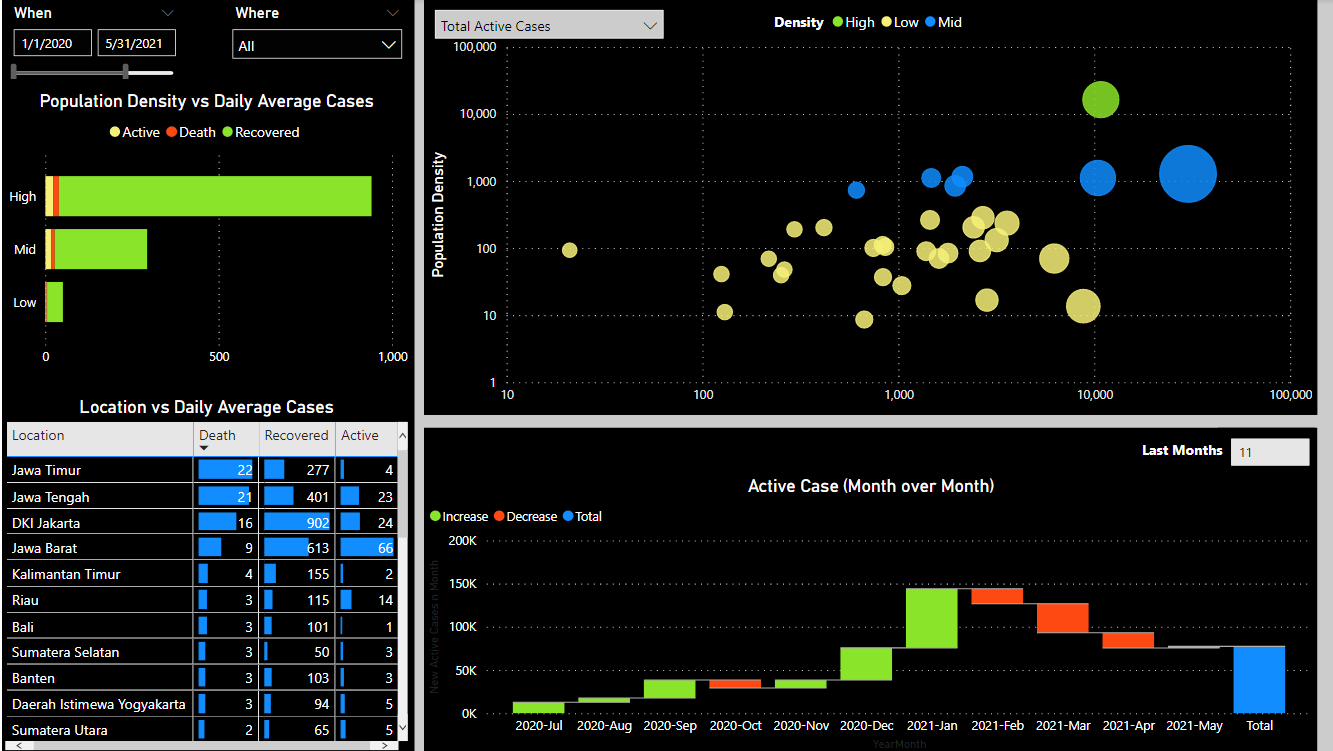 When
Where
1/1/2020
5/31/2021
All
Population Density vs Daily Average Cases
Active Death Recovered
High
Mid
Low
0 500 1,000
Location vs Daily Average Cases
Location Death Recovered Active
Jawa Timur 22 277 4
Jawa Tengah 21 401 23
DKI Jakarta 16 902 24
Jawa Barat 9 613 66
Kalimantan Timur 4 155 2
Riau 3 115 14
Bali 3 101 1
Sumatera Selatan 3 50 3
Banten 3 103 3
Daerah Istimewa Yogyakarta 3 94 5
Sumatera Utara 2 65 5
Total Active Cases
Density High Low Mid
Population Density
100,000
10,000
1,000
100
10
1
10 100 1,000 10,000 100,000
Last Months 11
Active Case (Month over Month)
Increase Decrease Total
New Active Cases n Month
200K
150K
100K
50K
0K
2020-Jul 2020-Aug 2020-Sep 2020-Oct 2020-Nov 2020-Dec 2021-Jan 2021-Feb 2021-Mar 2021-Apr 2021-May Total
YearMonth